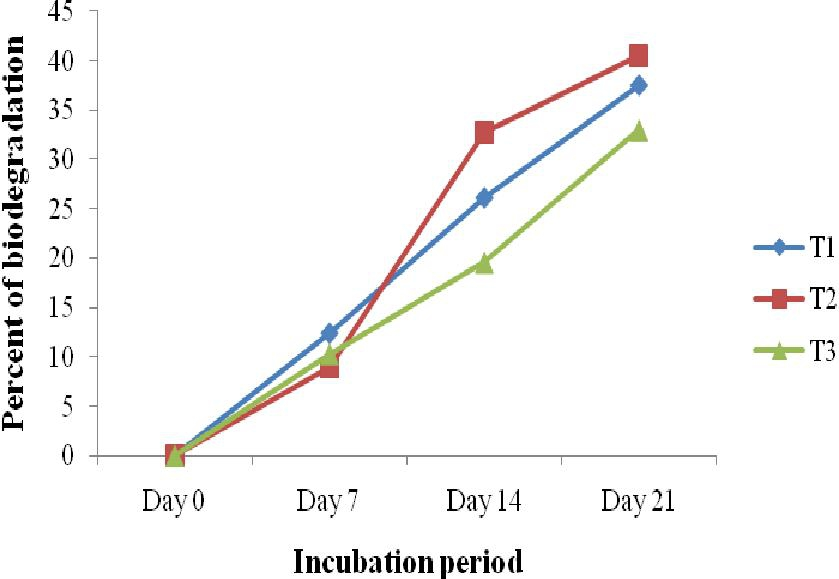 Percent of biodegradation
45
40
35
30
25
20
15
10
5
0
Day 0 Day 7 Day 14 Day 21
Incubation period
T1
T2
T3